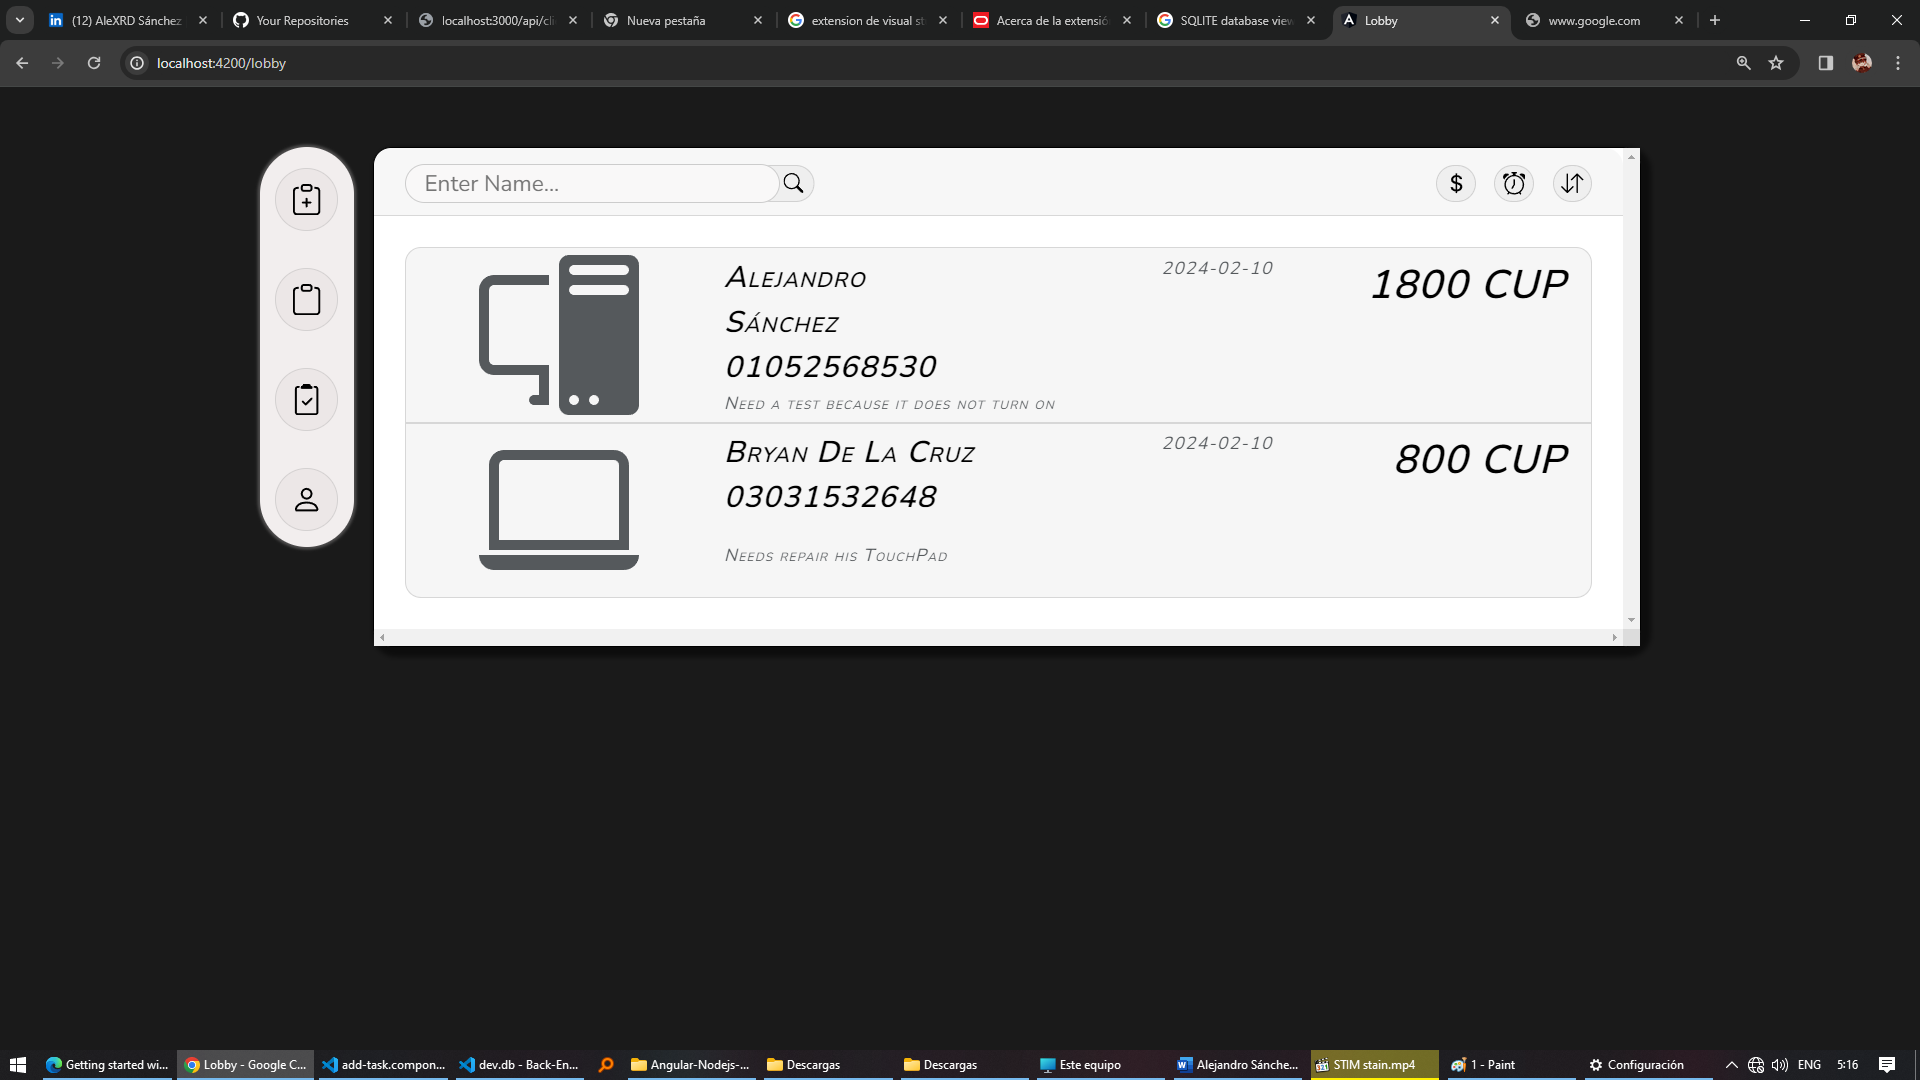 (12) AleXRD Sánchez
Your Repositories
localhost:3000/api/cli
Nueva pestaña
extension de visual st
Acerca de la extensión
SQLITE database view
Lobby
www.google.com
localhost:4200/lobby
Enter Name...
$
Alejandro
Sánchez
01052568530
Need a test because it does not turn on
2024-02-10
1800 CUP
Bryan De La Cruz
03031532648
Needs repair his TouchPad
2024-02-10
800 CUP
Getting started wi...
Lobby - Google C...
add-task.compon...
dev.db - Back-En...
Angular-Nodejs-...
Descargas
Descargas
Este equipo
Alejandro Sánche...
STIM stain.mp4
1 - Paint
Configuración
ENG
5:16